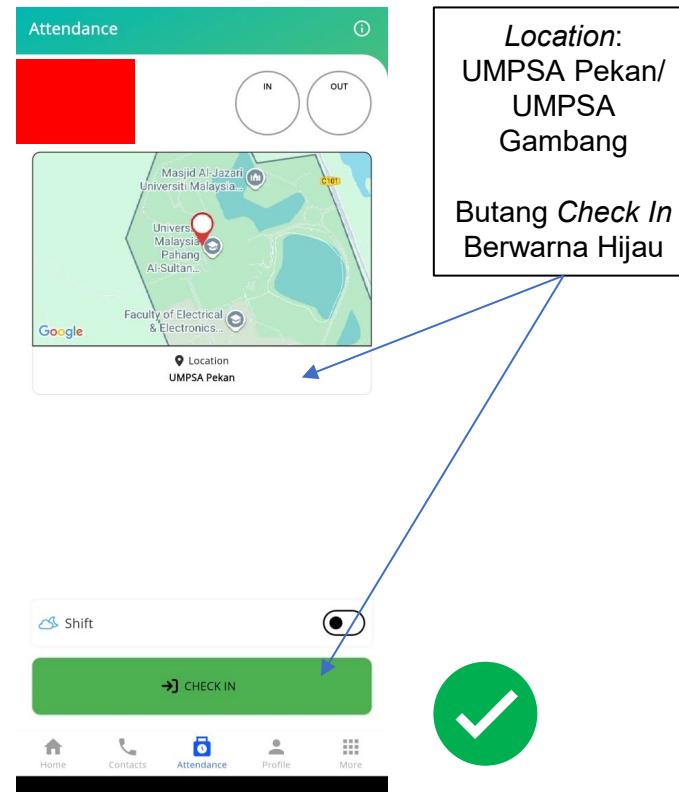 Attendance
IN
OUT
Location:
UMPSA Pekan/
UMPSA
Gambang
Butang Check In
Berwarna Hijau
Masjid Al-Jazari
Universiti Malaysia...
C101
Univers
Malaysia
Pahang
Al-Sultan...
Faculty of Electrical
& Electronics...
Google
Location
UMPSA Pekan
Shift
CHECK IN
Home
Contacts
Attendance
Profile
More